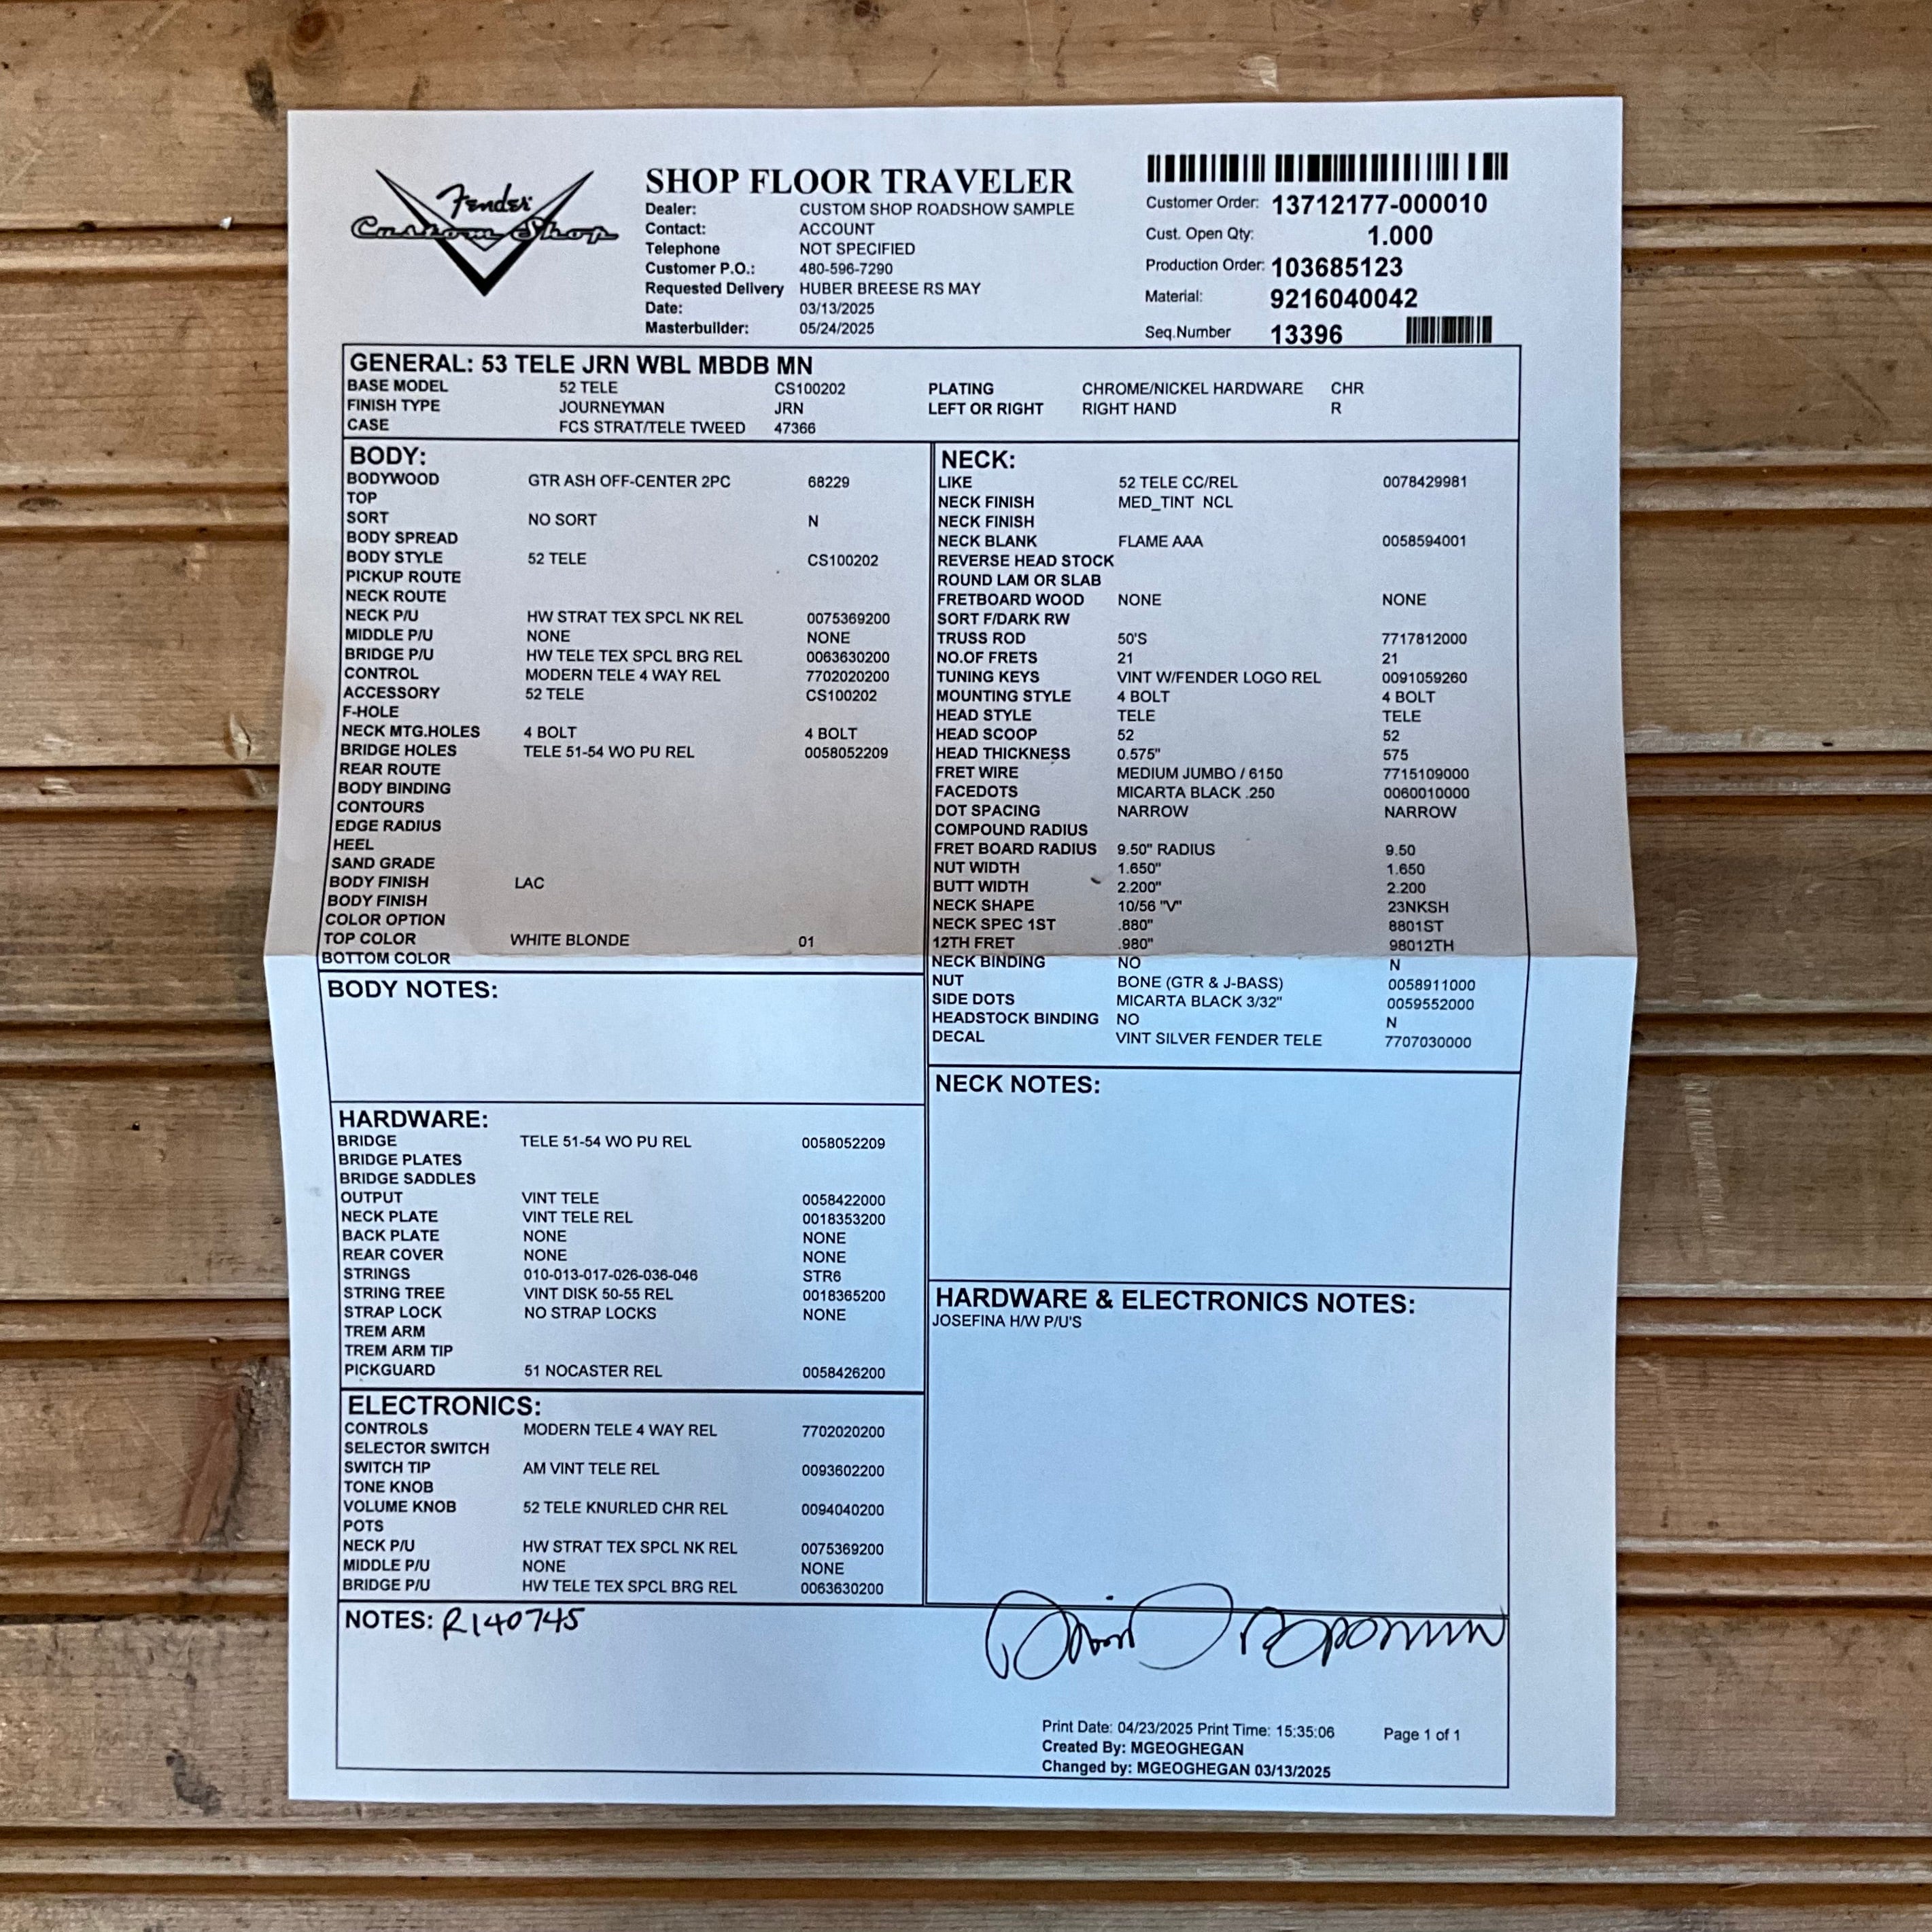 Fender
Custom Shop
SHOP FLOOR TRAVELER
Dealer: CUSTOM SHOP ROADSHOW SAMPLE
Contact: ACCOUNT
Telephone NOT SPECIFIED
Customer P.O.: 480-596-7290
Requested Delivery HUBER BREESE RS MAY
Date: 03/13/2025
Masterbuilder: 05/24/2025
Customer Order: 13712177-000010
Cust. Open Qty: 1.000
Production Order: 103685123
Material: 9216040042
Seq.Number 13396
GENERAL: 53 TELE JRN WBL MBDB MN
BASE MODEL 52 TELE CS100202 PLATING CHROME/NICKEL HARDWARE CHR
FINISH TYPE JOURNEYMAN JRN LEFT OR RIGHT RIGHT HAND R
CASE FCS STRAT/TELE TWEED 47366
BODY:
BODYWOOD GTR ASH OFF-CENTER 2PC 68229
TOP
SORT NO SORT N
BODY SPREAD
BODY STYLE 52 TELE CS100202
PICKUP ROUTE
NECK ROUTE
NECK P/U HW STRAT TEX SPCL NK REL 0075369200
MIDDLE P/U NONE NONE
BRIDGE P/U HW TELE TEX SPCL BRG REL 0063630200
CONTROL MODERN TELE 4 WAY REL 7702020200
ACCESSORY 52 TELE CS100202
F-HOLE
NECK MTG.HOLES 4 BOLT 4 BOLT
BRIDGE HOLES TELE 51-54 WO PU REL 0058052209
REAR ROUTE
BODY BINDING
CONTOURS
EDGE RADIUS
HEEL
SAND GRADE
BODY FINISH LAC
BODY FINISH
COLOR OPTION
TOP COLOR WHITE BLONDE 01
BOTTOM COLOR
BODY NOTES:
HARDWARE:
BRIDGE TELE 51-54 WO PU REL 0058052209
BRIDGE PLATES
BRIDGE SADDLES
OUTPUT VINT TELE 0058422000
NECK PLATE VINT TELE REL 0018353200
BACK PLATE NONE NONE
REAR COVER NONE NONE
STRINGS 010-013-017-026-036-046 STR6
STRING TREE VINT DISK 50-55 REL 0018365200
STRAP LOCK NO STRAP LOCKS NONE
TREM ARM
TREM ARM TIP
PICKGUARD 51 NOCASTER REL 0058426200
ELECTRONICS:
CONTROLS MODERN TELE 4 WAY REL 7702020200
SELECTOR SWITCH
SWITCH TIP AM VINT TELE REL 0093602200
TONE KNOB
VOLUME KNOB 52 TELE KNURLED CHR REL 0094040200
POTS
NECK P/U HW STRAT TEX SPCL NK REL 0075369200
MIDDLE P/U NONE NONE
BRIDGE P/U HW TELE TEX SPCL BRG REL 0063630200
NECK:
LIKE 52 TELE CC/REL 0078429981
NECK FINISH MED_TINT NCL
NECK FINISH
NECK BLANK FLAME AAA 0058594001
REVERSE HEAD STOCK
ROUND LAM OR SLAB
FRETBOARD WOOD NONE NONE
SORT F/DARK RW
TRUSS ROD 50'S 7717812000
NO.OF FRETS 21 21
TUNING KEYS VINT W/FENDER LOGO REL 0091059260
MOUNTING STYLE 4 BOLT 4 BOLT
HEAD STYLE TELE TELE
HEAD SCOOP 52 52
HEAD THICKNESS 0.575" 575
FRET WIRE MEDIUM JUMBO / 6150 7715109000
FACEDOTS MICARTA BLACK .250 0060010000
DOT SPACING NARROW NARROW
COMPOUND RADIUS
FRET BOARD RADIUS 9.50" RADIUS 9.50
NUT WIDTH 1.650" 1.650
BUTT WIDTH 2.200" 2.200
NECK SHAPE 10/56 "V" 23NKSH
NECK SPEC 1ST .880" 8801ST
12TH FRET .980" 98012TH
NECK BINDING NO N
NUT BONE (GTR & J-BASS) 0058911000
SIDE DOTS MICARTA BLACK 3/32" 0059552000
HEADSTOCK BINDING NO N
DECAL VINT SILVER FENDER TELE 7707030000
NECK NOTES:
HARDWARE & ELECTRONICS NOTES:
JOSEFINA H/W P/U'S
NOTES: R140745
Print Date: 04/23/2025 Print Time: 15:35:06 Page 1 of 1
Created By: MGEOGHEGAN
Changed by: MGEOGHEGAN 03/13/2025